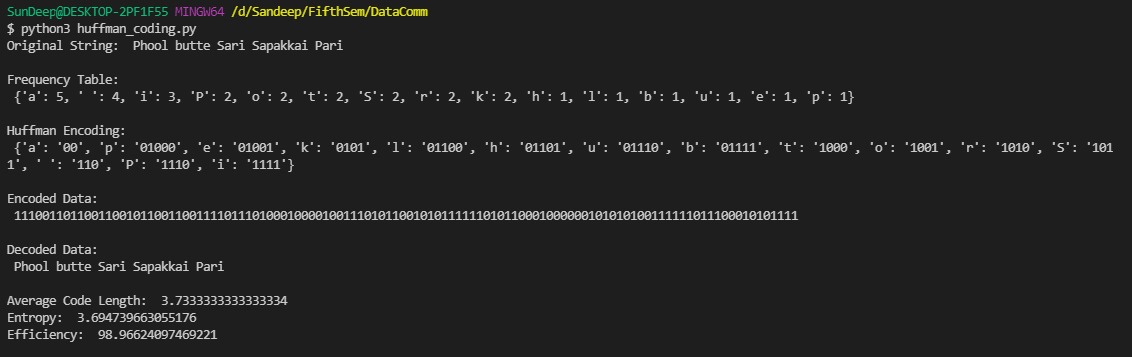 SunDeep@DESKTOP-2PF1F55 MINGW64 /d/Sandeep/FifthSem/DataComm
$ python3 huffman_coding.py
Original String:  Phool butte Sari Sapakkai Pari
Frequency Table:
{'a': 5, ' ': 4, 'i': 3, 'P': 2, 'o': 2, 't': 2, 'S': 2, 'r': 2, 'k': 2, 'h': 1, 'l': 1, 'b': 1, 'u': 1, 'e': 1, 'p': 1}
Huffman Encoding:
{'a': '00', 'p': '01000', 'e': '01001', 'k': '0101', 'l': '01100', 'h': '01101', 'u': '01110', 'b': '01111', 't': '1000', 'o': '1001', 'r': '1010', 'S': '101
1', ' ': '110', 'P': '1110', 'i': '1111'}
Encoded Data:
1110011011001100101100110011110111010001000010011101011001010111111010110001000000101010100111111011100010101111
Decoded Data:
Phool butte Sari Sapakkai Pari
Average Code Length:  3.7333333333333334
Entropy:  3.694739663055176
Efficiency:  98.96624097469221